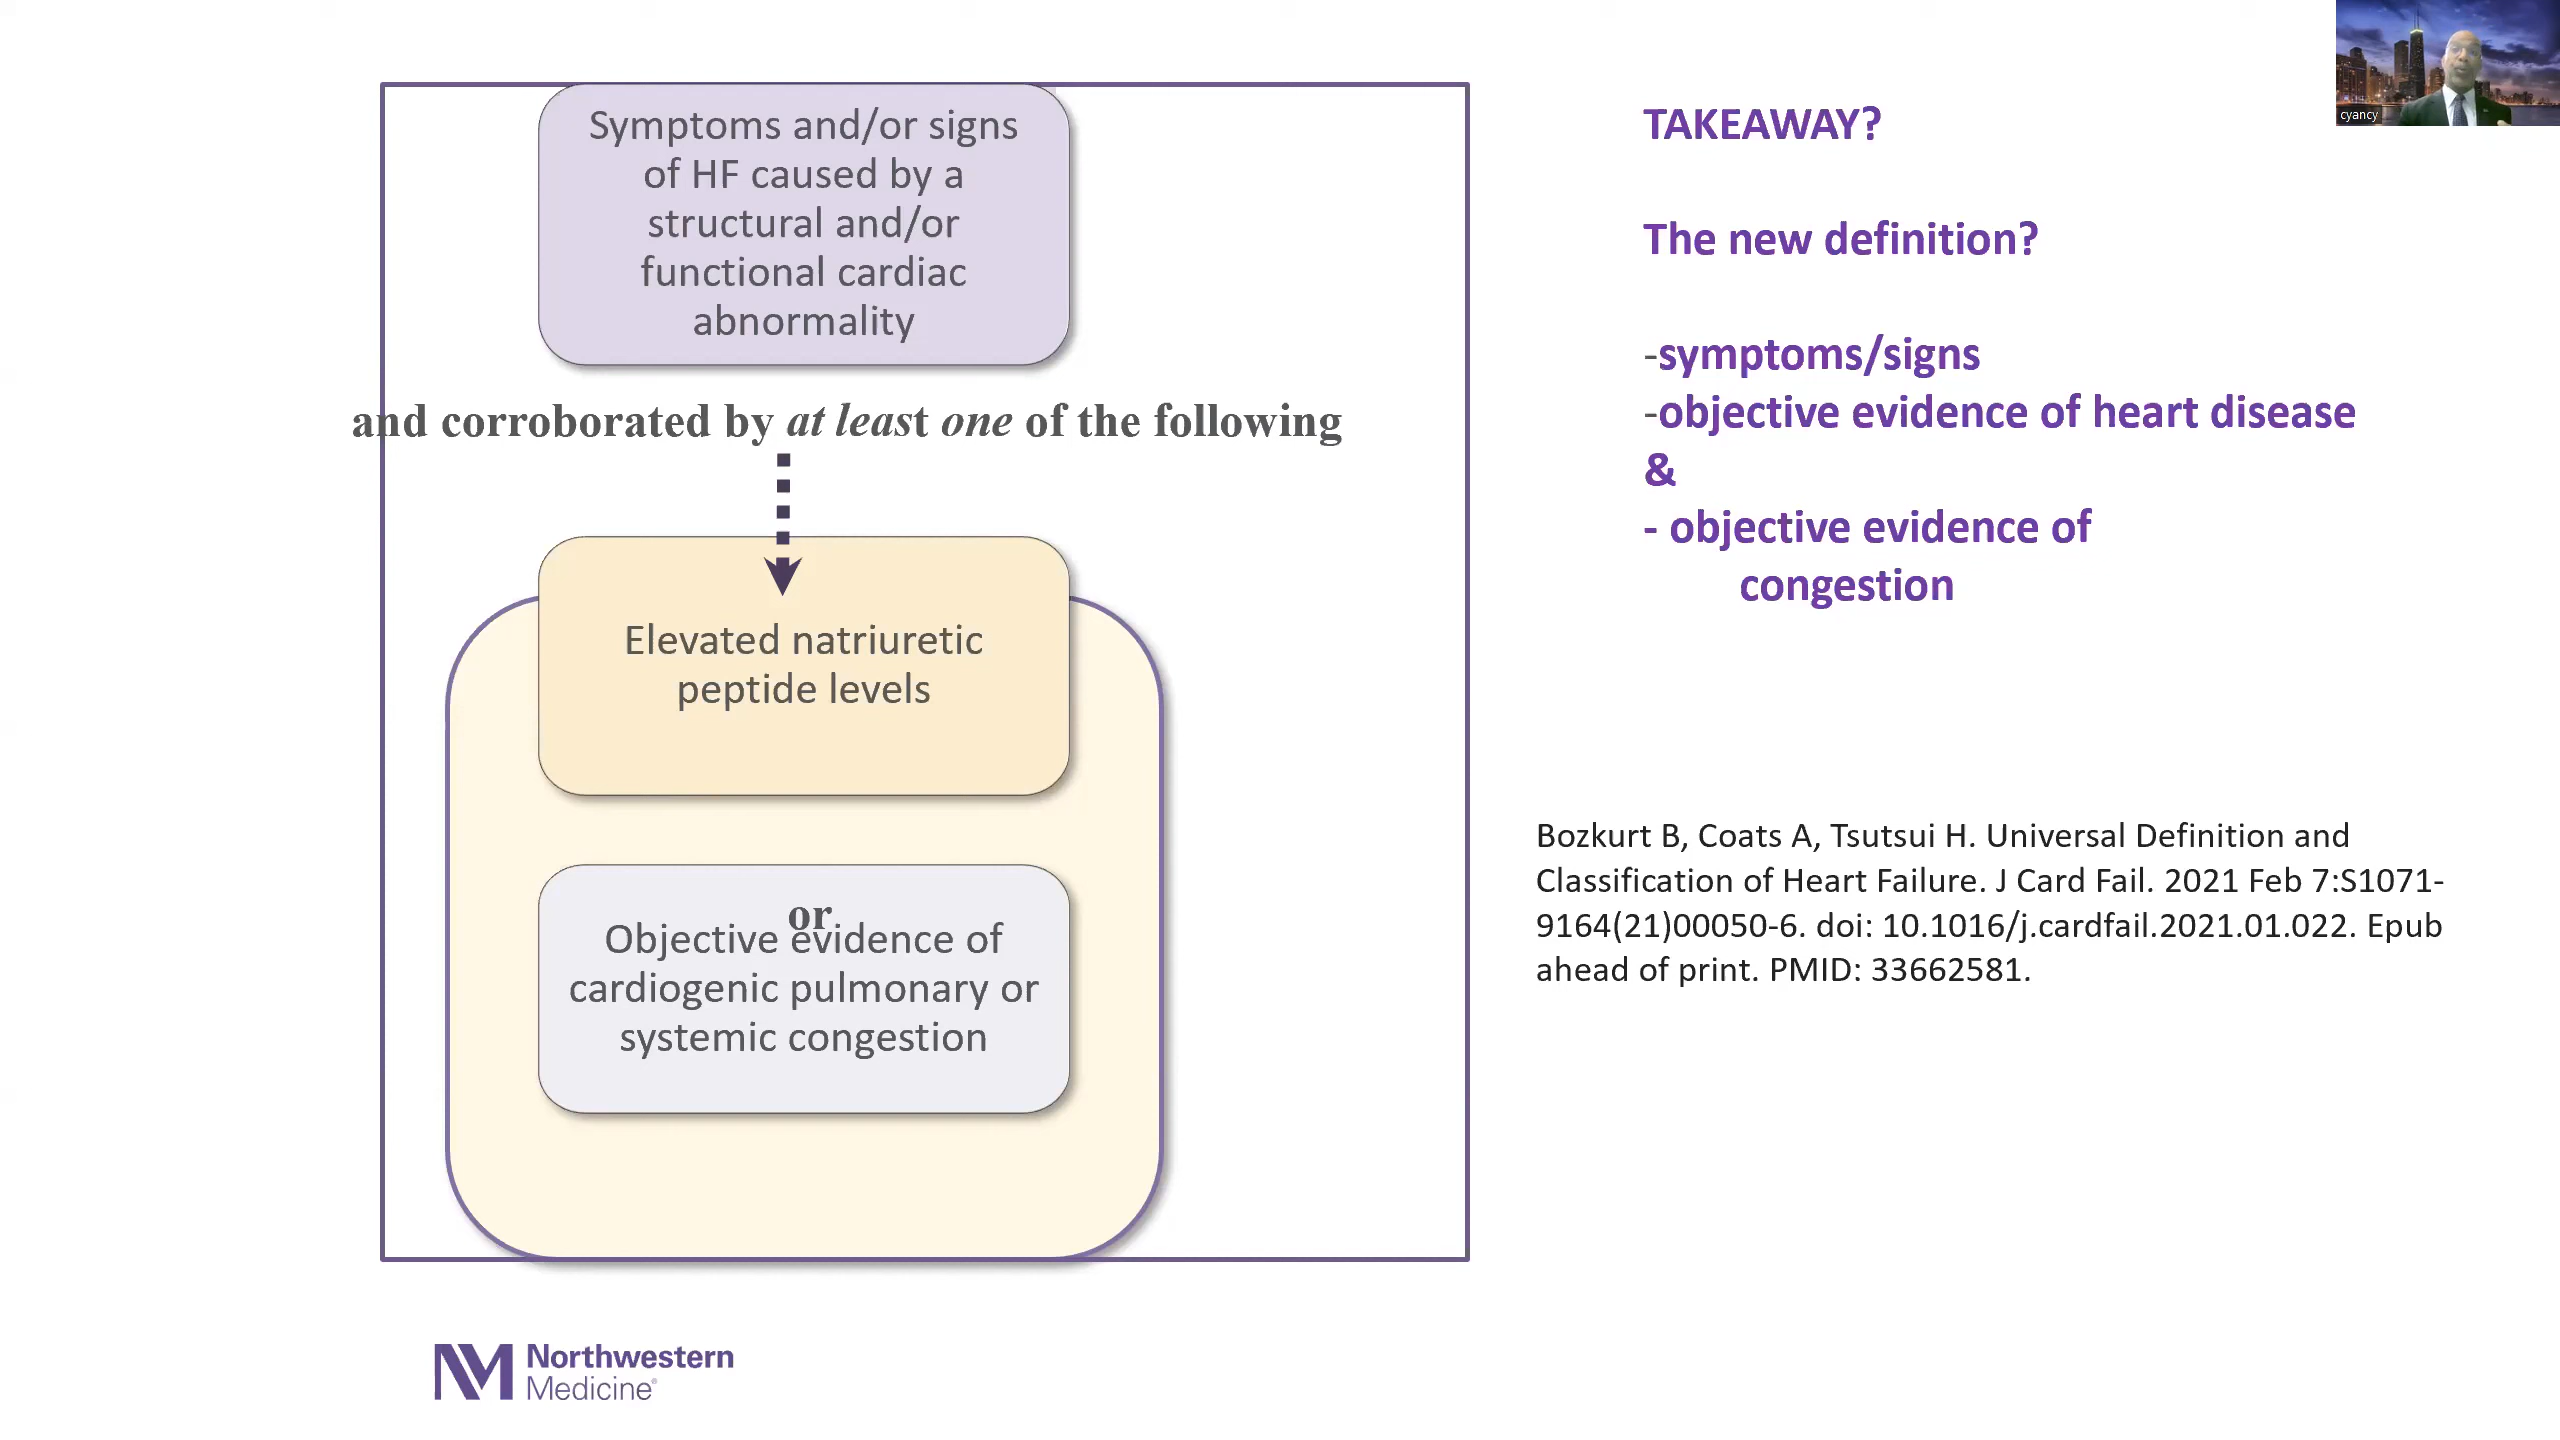 Symptoms and/or signs
of HF caused by a
structural and/or
functional cardiac
abnormality
and corroborated by at least one of the following
Elevated natriuretic
peptide levels
or
Objective evidence of
cardiogenic pulmonary or
systemic congestion
TAKEAWAY?
The new definition?
-symptoms/signs
-objective evidence of heart disease
&
- objective evidence of
congestion
Bozkurt B, Coats A, Tsutsui H. Universal Definition and
Classification of Heart Failure. J Card Fail. 2021 Feb 7:S1071-
9164(21)00050-6. doi: 10.1016/j.cardfail.2021.01.022. Epub
ahead of print. PMID: 33662581.
cyancy
Northwestern
Medicine®